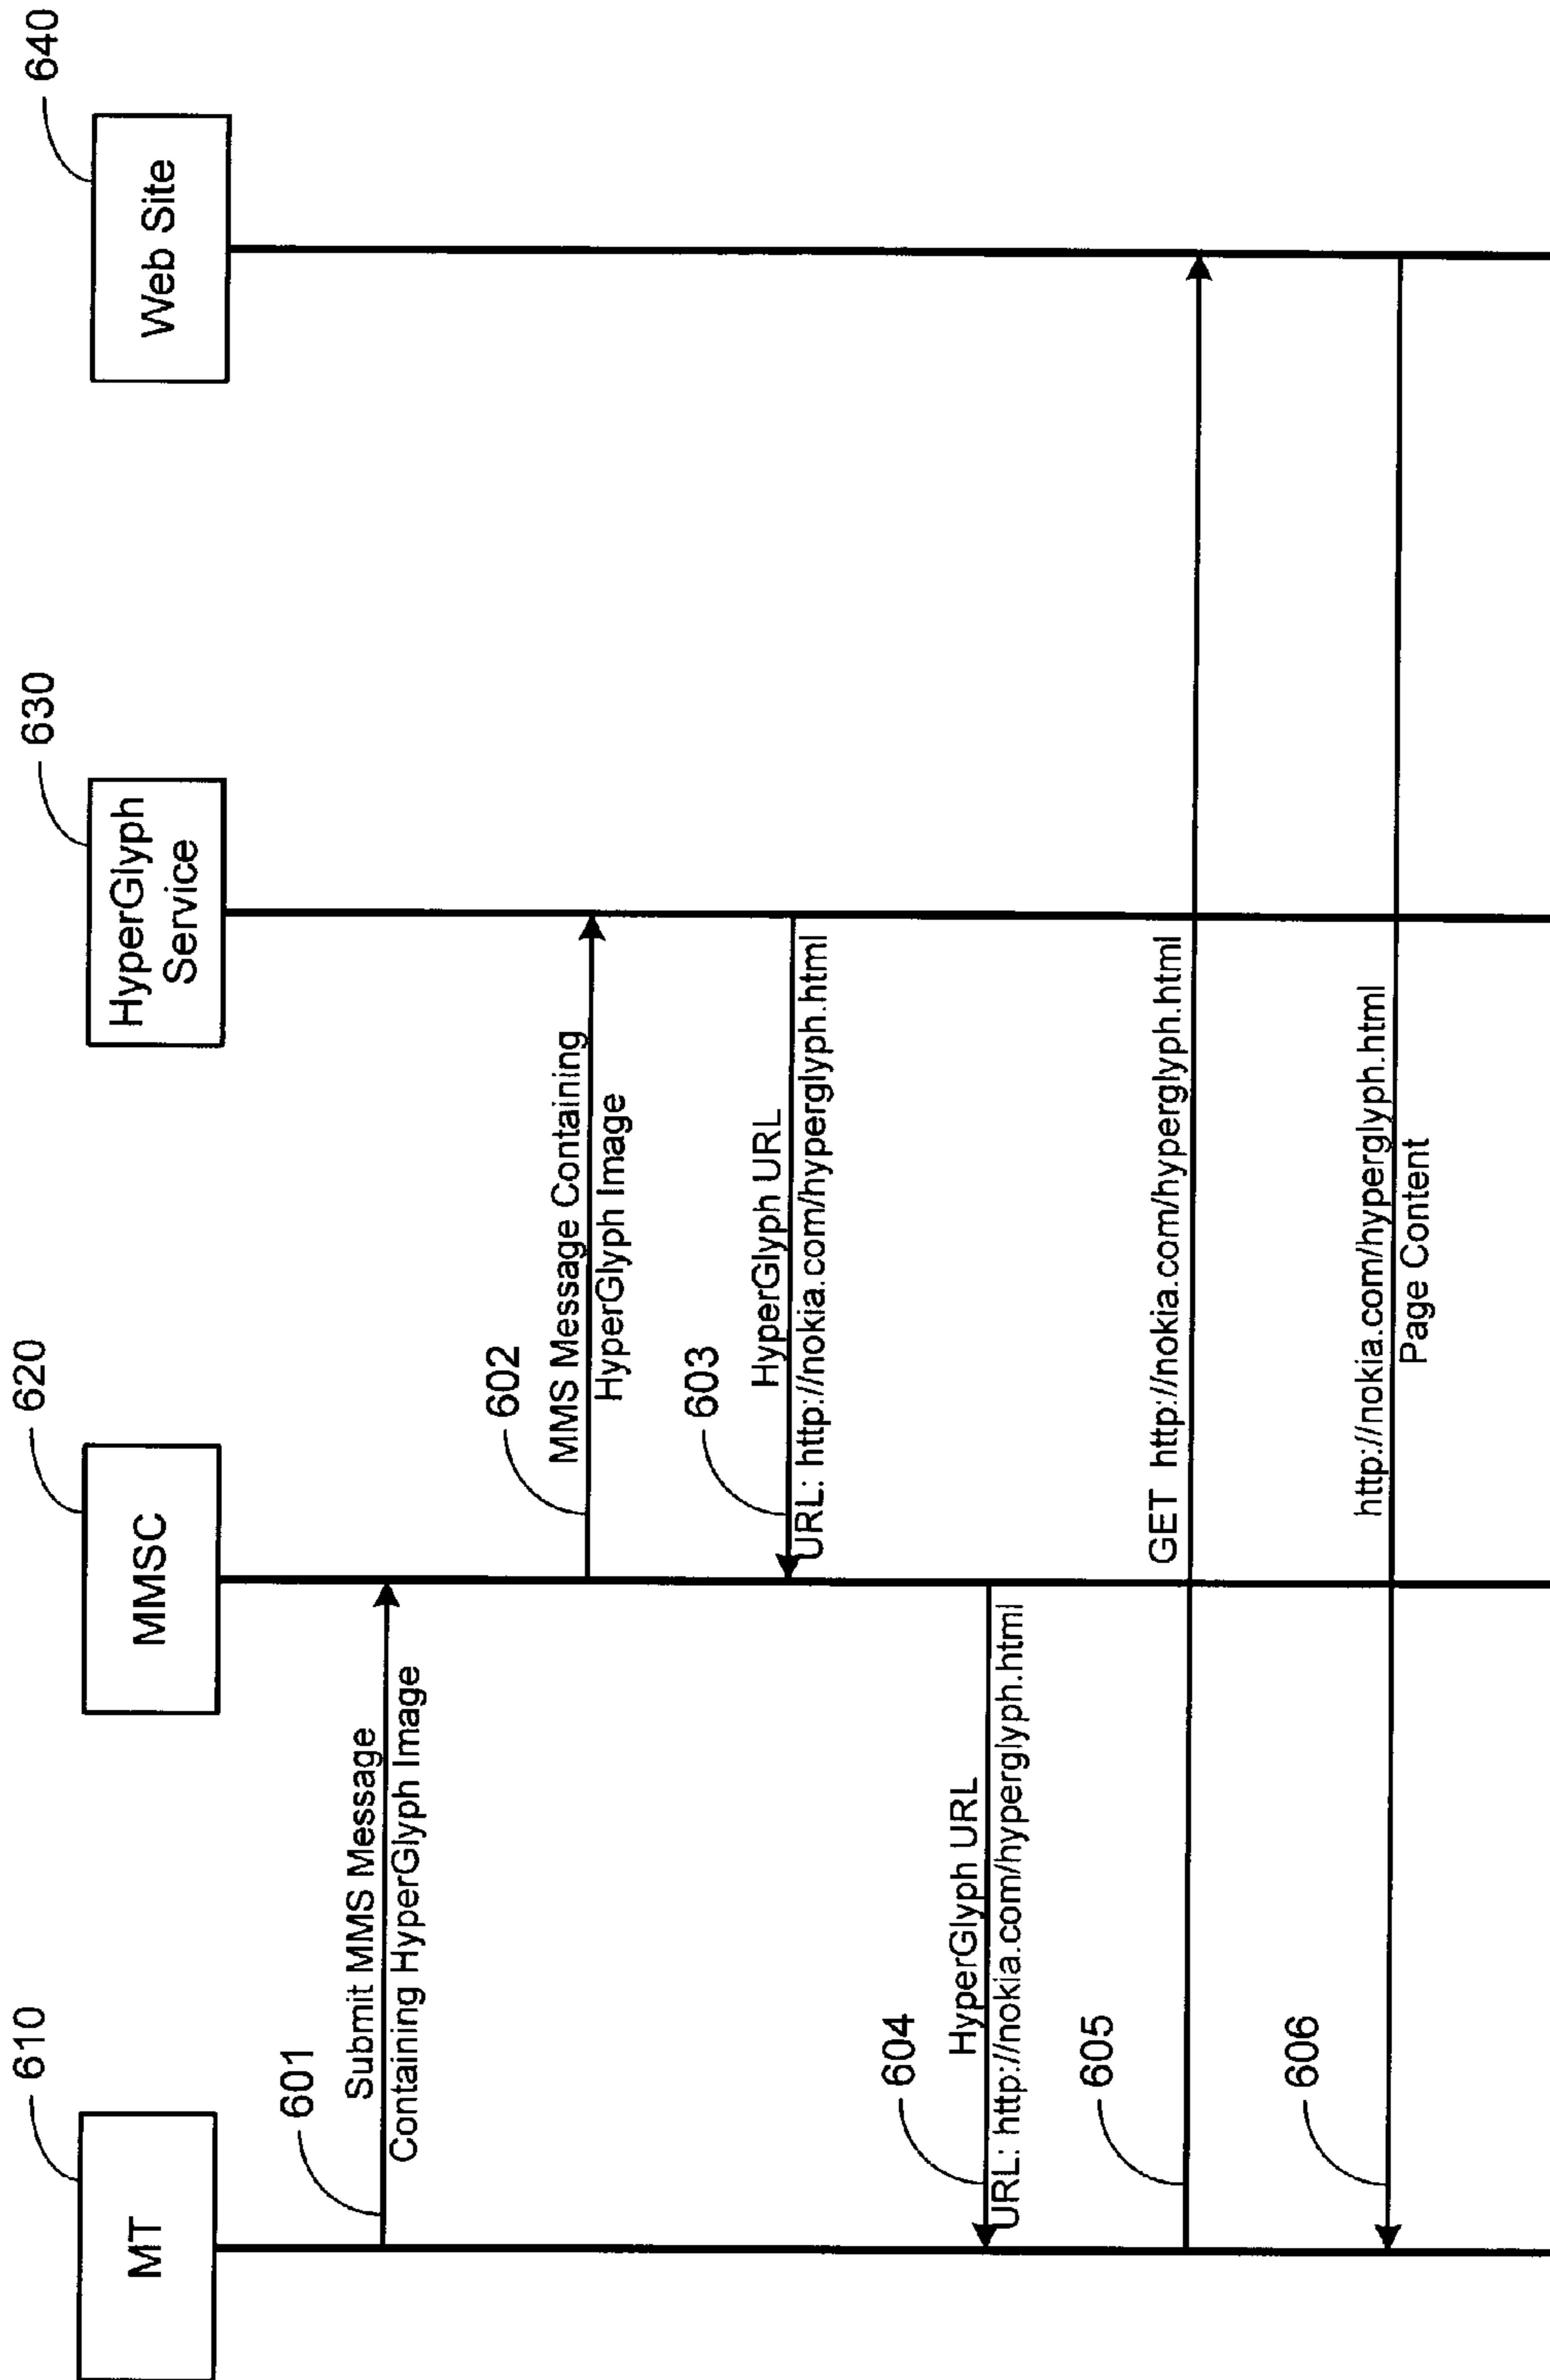 610
MT
620
MMSC
630
HyperGlyph
Service
640
Web Site
601
Submit MMS Message
Containing HyperGlyph Image
602
MMS Message Containing
HyperGlyph Image
603
HyperGlyph URL
URL: http://nokia.com/hyperglyph.html
604
HyperGlyph URL
URL: http://nokia.com/hyperglyph.html
605
GET http://nokia.com/hyperglyph.html
606
http://nokia.com/hyperglyph.html
Page Content